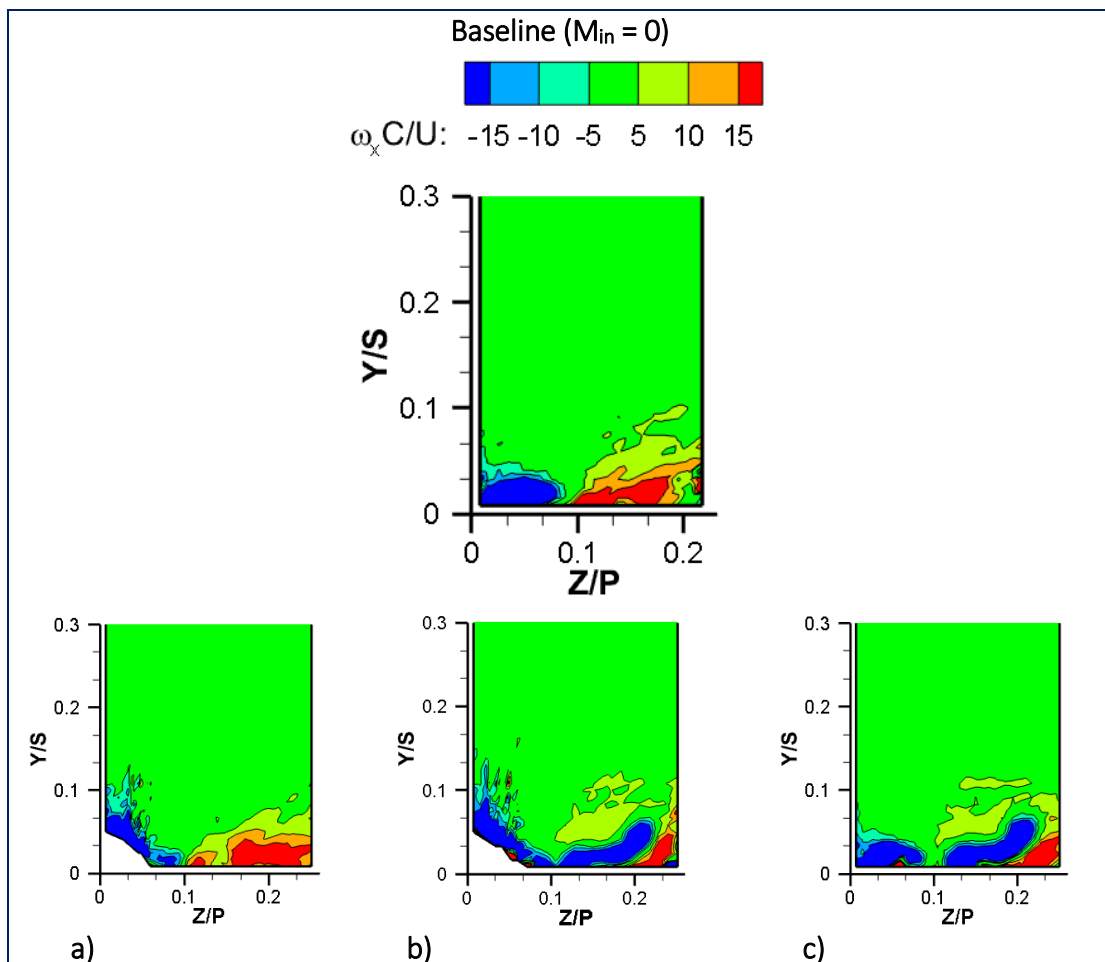 Baseline (Min = 0)
ωxC/U: -15 -10 -5 5 10 15
0.3
0.2
0.1
0
Y/S
0 0.1 0.2
Z/P
0.3 0.3 0.3
0.2 0.2 0.2
0.1 0.1 0.1
0 0 0
Y/S Y/S Y/S
0 0.1 0.2 0 0.1 0.2 0 0.1 0.2
Z/P Z/P Z/P
a) b) c)